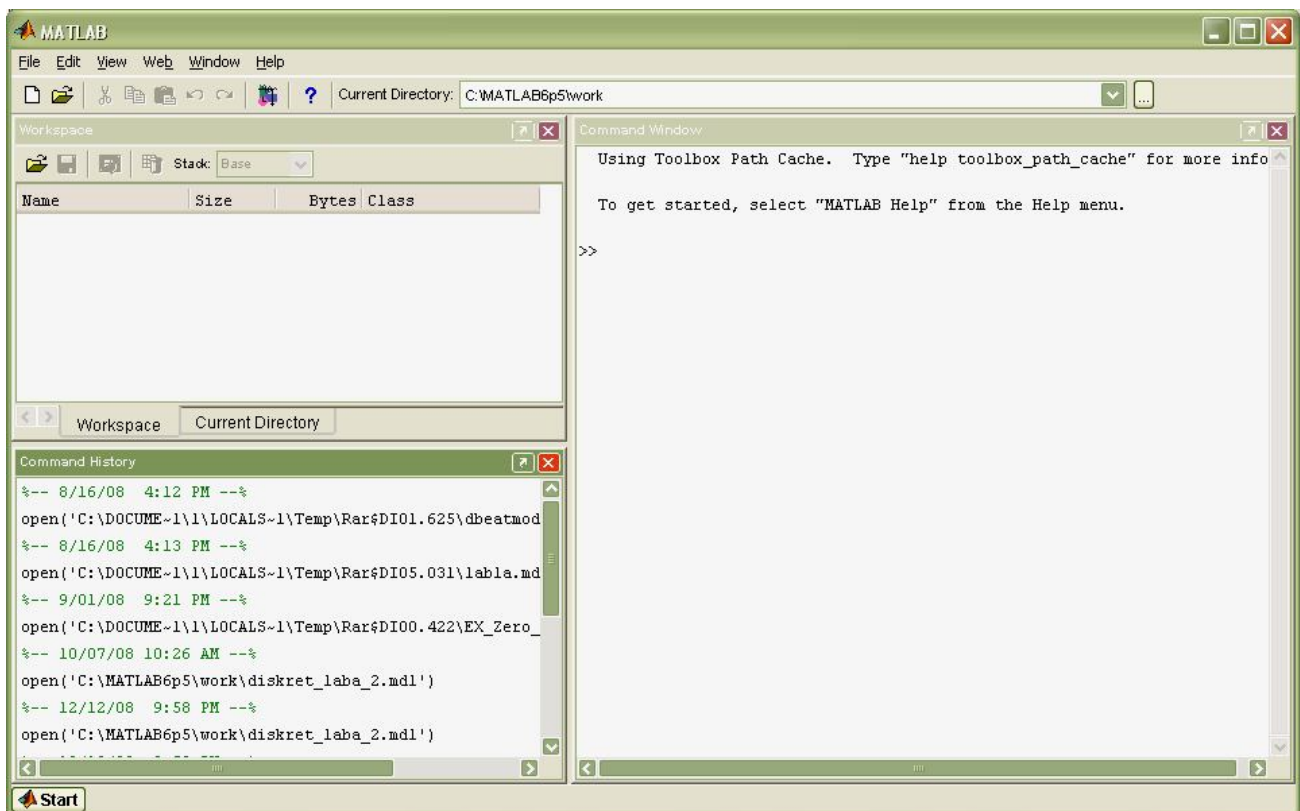 MATLAB
File Edit View Web Window Help
? Current Directory: C:\MATLAB6p5\work ...
Workspace
Stack: Base
Name Size Bytes Class
Workspace Current Directory
Command History
%-- 8/16/08 4:12 PM --%
open('C:\DOCUME~1\1\LOCALS~1\Temp\Rar$DI01.625\dbeatmod
%-- 8/16/08 4:13 PM --%
open('C:\DOCUME~1\1\LOCALS~1\Temp\Rar$DI05.031\lab1a.md
%-- 9/01/08 9:21 PM --%
open('C:\DOCUME~1\1\LOCALS~1\Temp\Rar$DI00.422\EX_Zero_
%-- 10/07/08 10:26 AM --%
open('C:\MATLAB6p5\work\diskret_laba_2.mdl')
%-- 12/12/08 9:58 PM --%
open('C:\MATLAB6p5\work\diskret_laba_2.mdl')
Command Window
Using Toolbox Path Cache. Type "help toolbox_path_cache" for more info
To get started, select "MATLAB Help" from the Help menu.
>>
Start